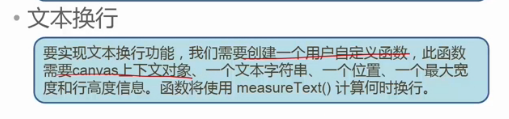 • 文本换行
要实现文本换行功能，我们需要创建一个用户自定义函数，此函数
需要canvas上下文对象、一个文本字符串、一个位置、一个最大宽
度和行高度信息。函数将使用 measureText() 计算何时换行。